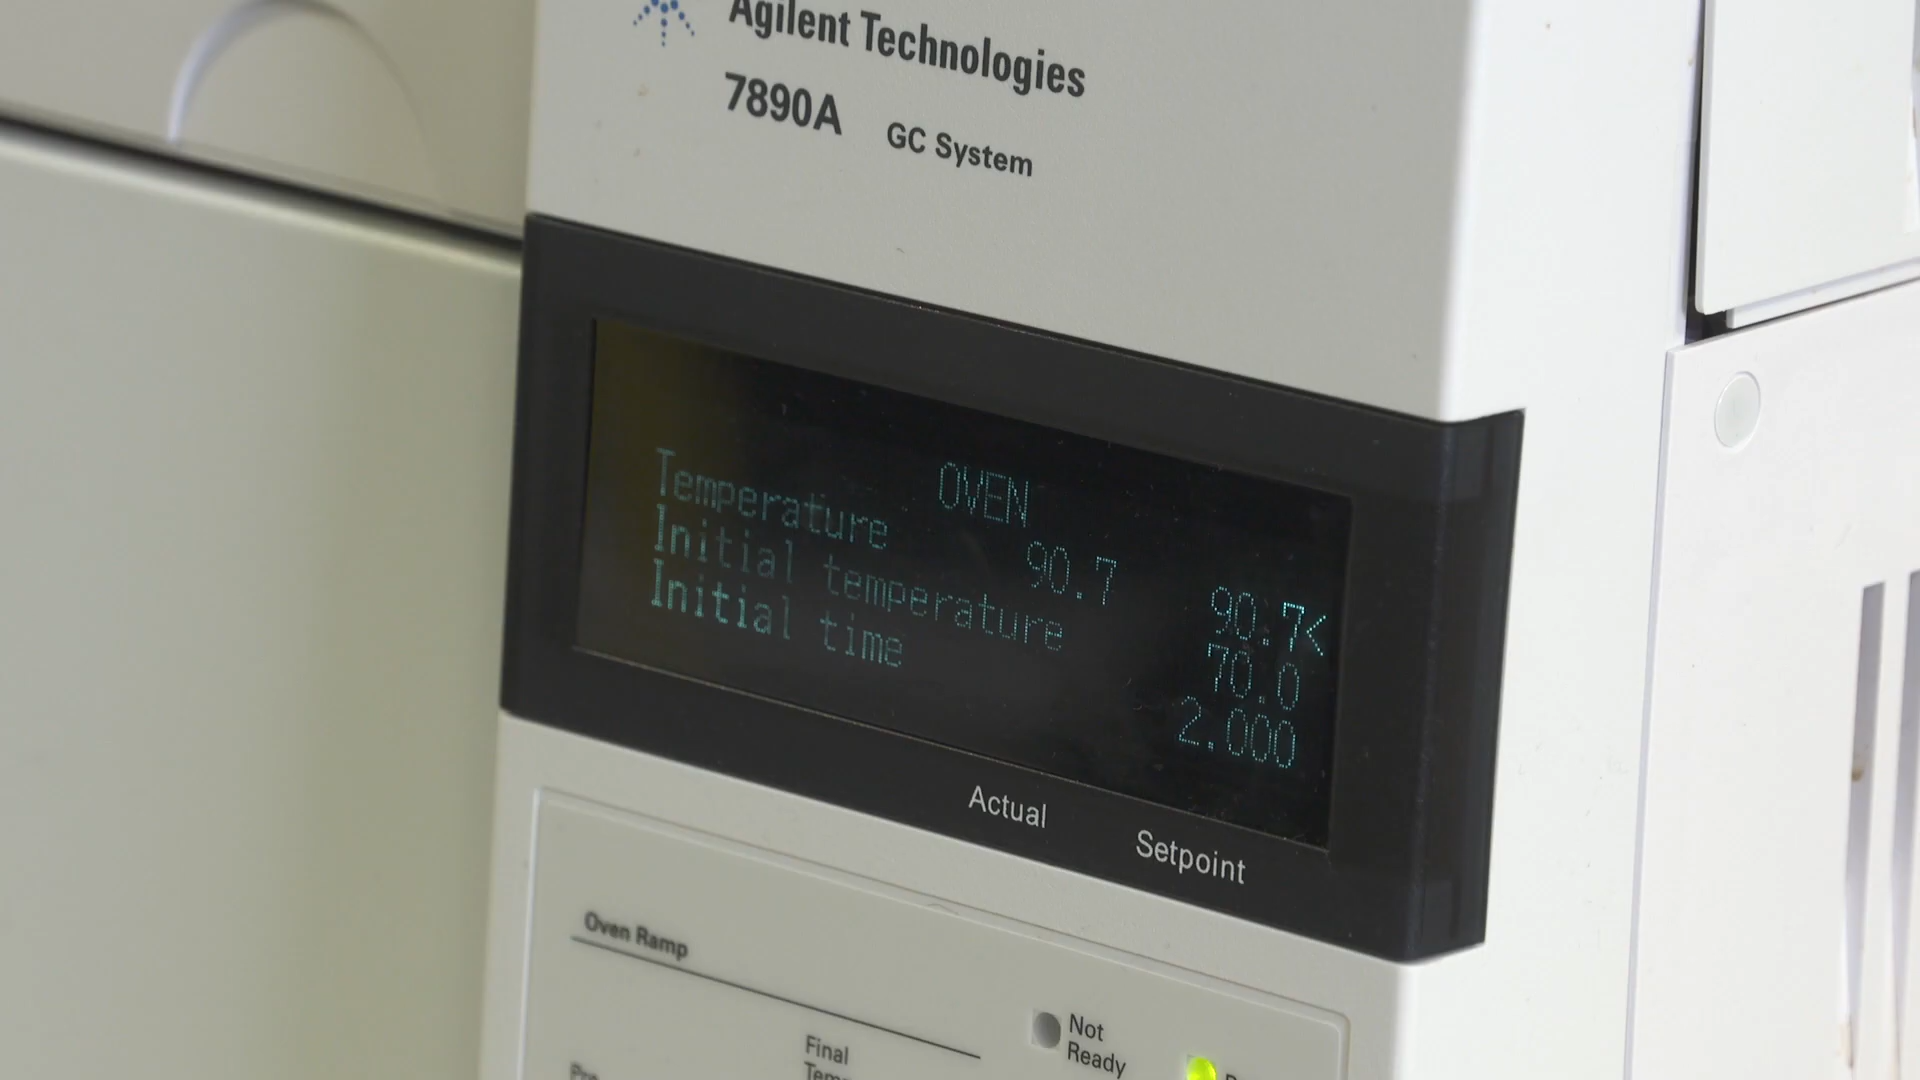 Agilent Technologies
7890A GC System
OVEN
Temperature 90.7 90.7<
Initial temperature 70.0
Initial time 2.000
Actual Setpoint
Oven Ramp
Not
Ready
Final